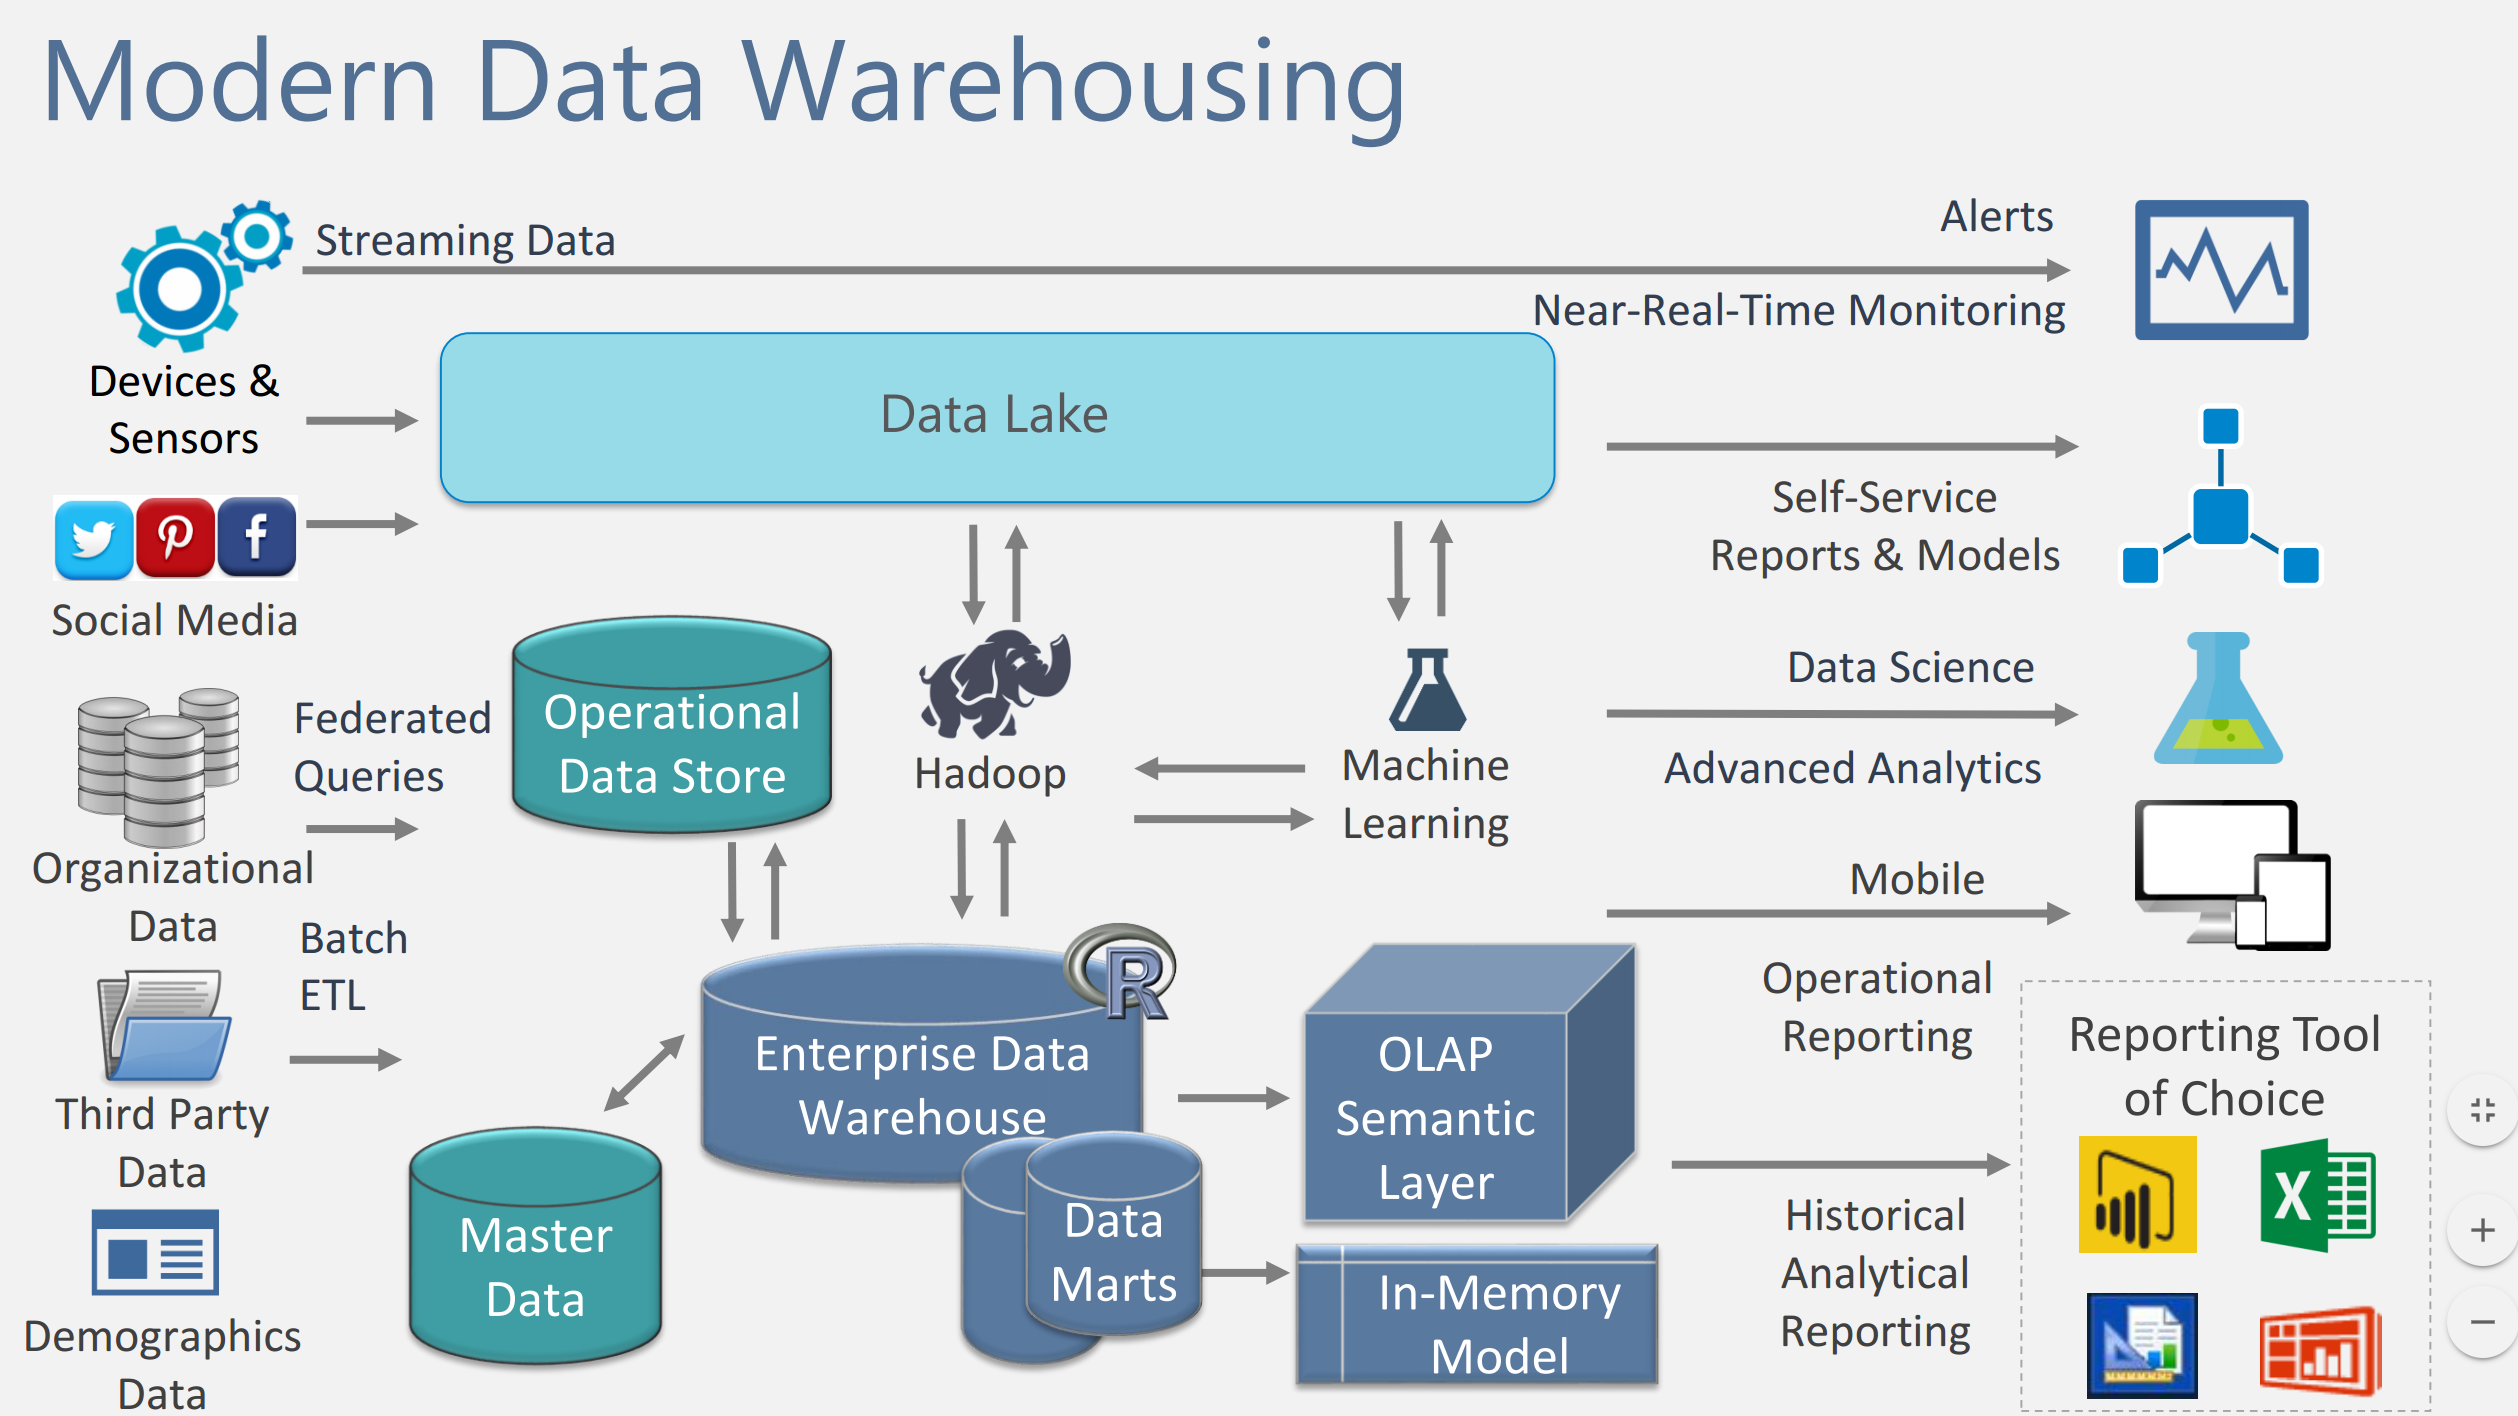 Modern Data Warehousing
Streaming Data
Alerts
Near-Real-Time Monitoring
Devices &
Sensors
Data Lake
Self-Service
Reports & Models
Social Media
Federated
Queries
Operational
Data Store
Hadoop
Machine
Learning
Data Science
Advanced Analytics
Organizational
Data
Mobile
Batch
ETL
R
Enterprise Data
Warehouse
OLAP
Semantic
Layer
Operational
Reporting
Reporting Tool
of Choice
Third Party
Data
Master
Data
Data
Marts
In-Memory
Model
Historical
Analytical
Reporting
X
Demographics
Data